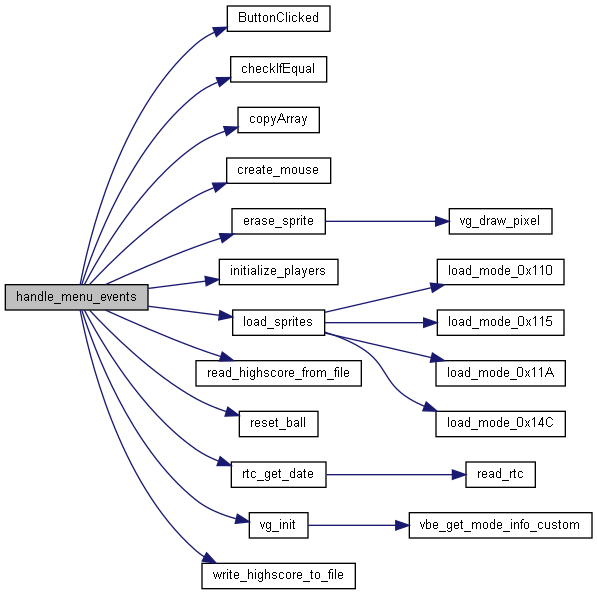 ButtonClicked
checkIfEqual
copyArray
create_mouse
erase_sprite
vg_draw_pixel
initialize_players
load_mode_0x110
handle_menu_events
load_sprites
load_mode_0x115
read_highscore_from_file
load_mode_0x11A
reset_ball
load_mode_0x14C
rtc_get_date
read_rtc
vg_init
vbe_get_mode_info_custom
write_highscore_to_file